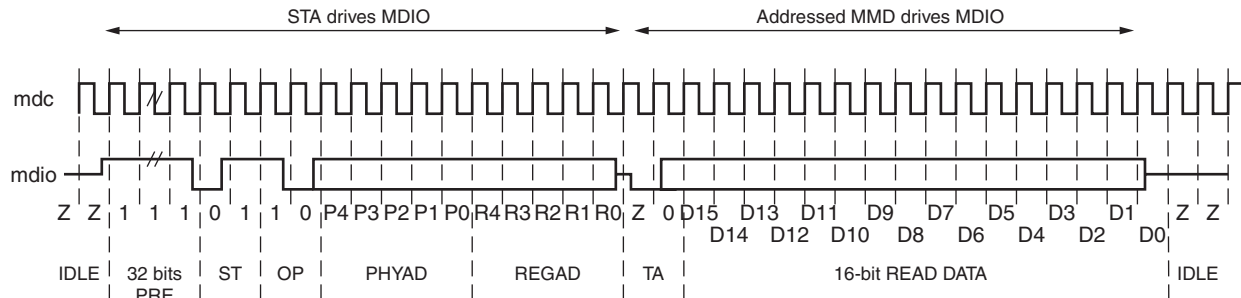 STA drives MDIO Addressed MMD drives MDIO
mdc
mdio
Z Z 1 1 1 0 1 1 0 P4 P3 P2 P1 P0 R4 R3 R2 R1 R0 Z 0 D15 D13 D11 D9 D7 D5 D3 D1 Z Z
D14 D12 D10 D8 D6 D4 D2 D0
IDLE 32 bits ST OP PHYAD REGAD TA 16-bit READ DATA IDLE
PRE